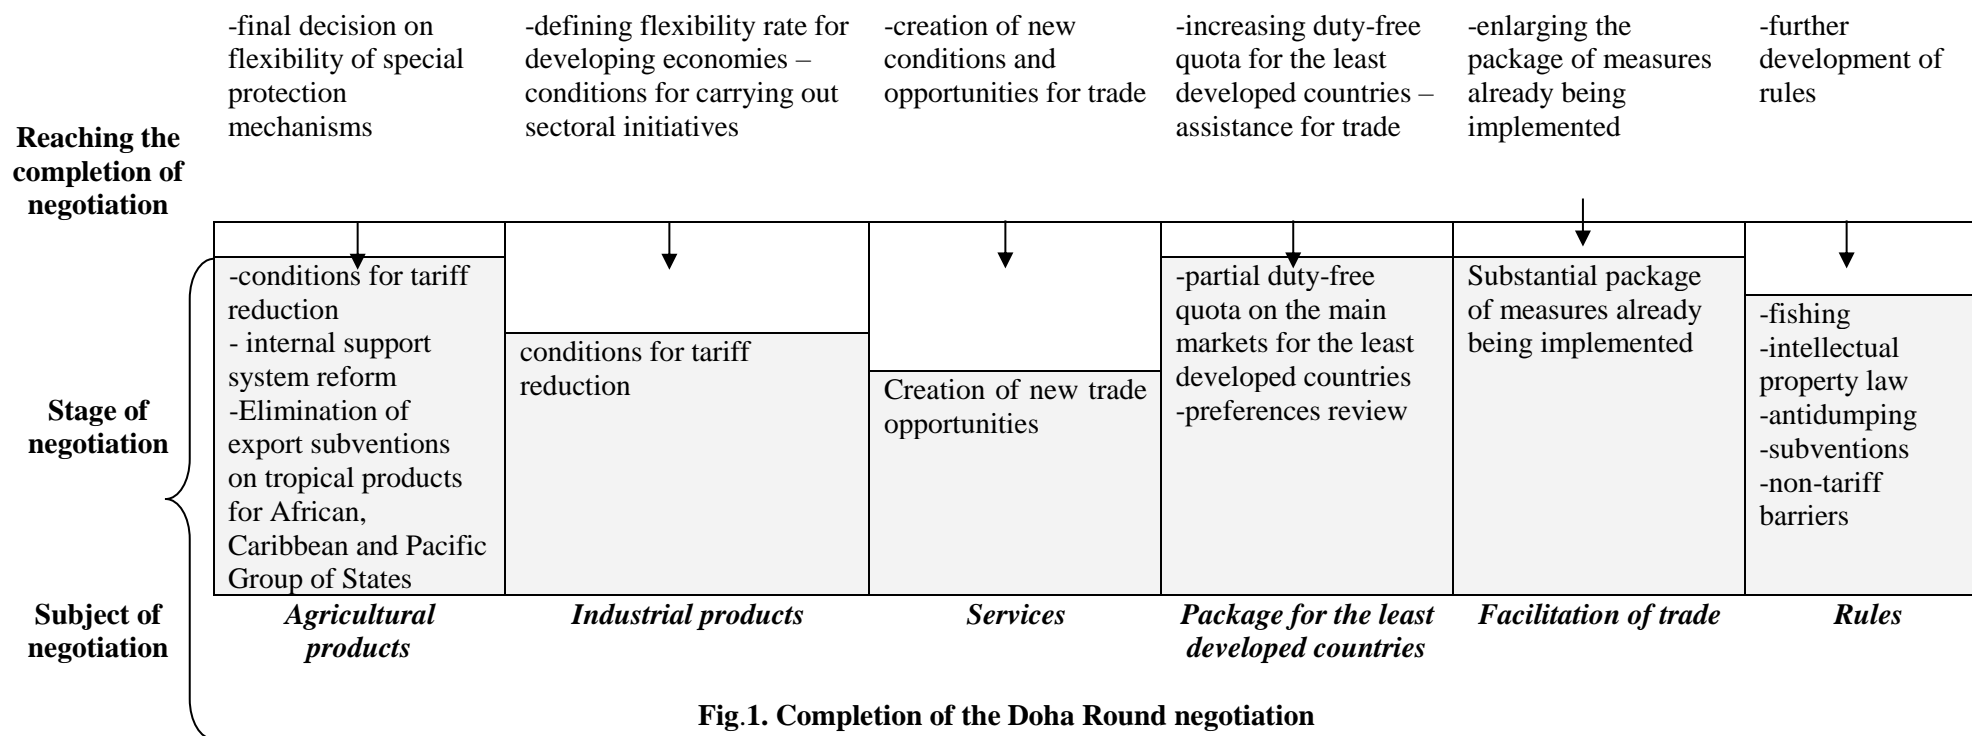 -final decision on
flexibility of special
protection
mechanisms
-defining flexibility rate for
developing economies –
conditions for carrying out
sectoral initiatives
-creation of new
conditions and
opportunities for trade
-increasing duty-free
quota for the least
developed countries –
assistance for trade
-enlarging the
package of measures
already being
implemented
-further
development of
rules
Reaching the
completion of
negotiation
-conditions for tariff
reduction
- internal support
system reform
-Elimination of
export subventions
on tropical products
for African,
Caribbean and Pacific
Group of States
conditions for tariff
reduction
Creation of new trade
opportunities
-partial duty-free
quota on the main
markets for the least
developed countries
-preferences review
Substantial package
of measures already
being implemented
-fishing
-intellectual
property law
-antidumping
-subventions
-non-tariff
barriers
Stage of
negotiation
Subject of
negotiation
Agricultural
products
Industrial products
Services
Package for the least
developed countries
Facilitation of trade
Rules
Fig.1. Completion of the Doha Round negotiation